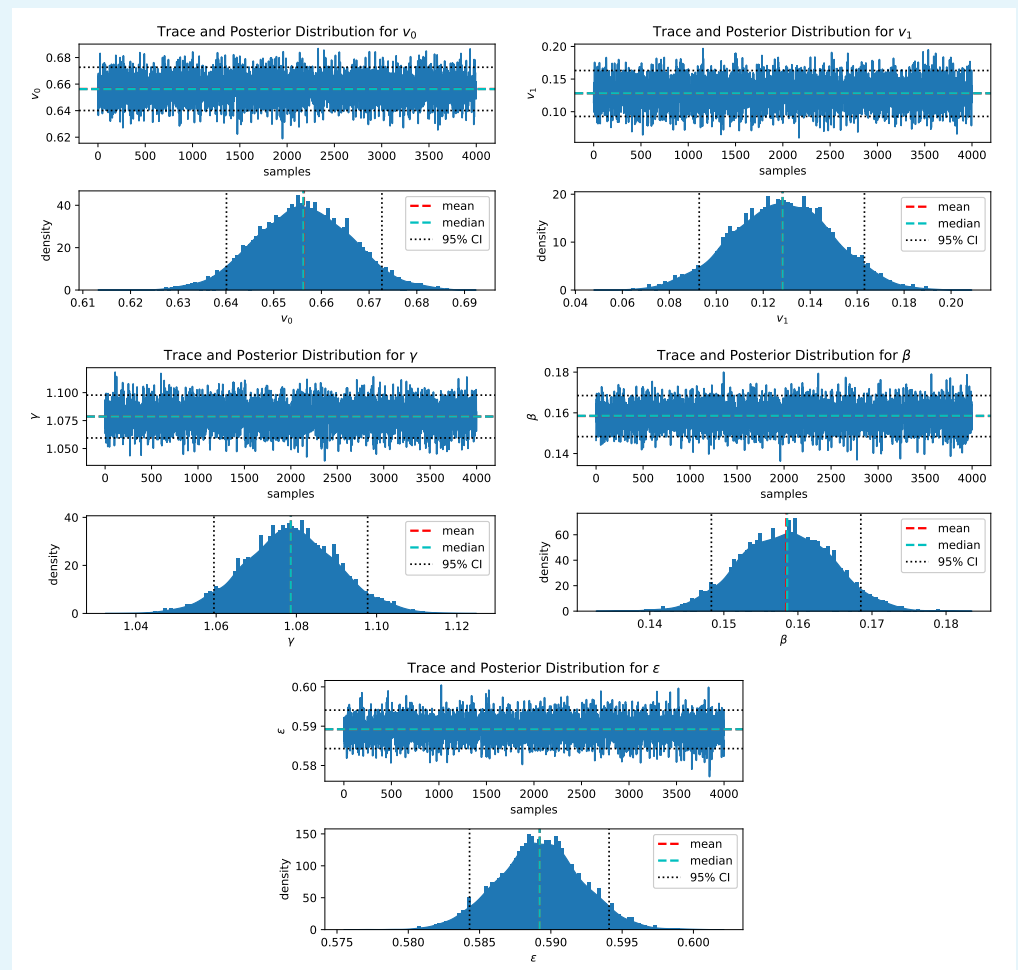 Trace and Posterior Distribution for v₀
0.68
0.66
0.64
0.62
v₀
0 500 1000 1500 2000 2500 3000 3500 4000
samples
40
20
0
density
mean
median
95% CI
0.61 0.62 0.63 0.64 0.65 0.66 0.67 0.68 0.69
v₀
Trace and Posterior Distribution for v₁
0.20
0.15
0.10
v₁
0 500 1000 1500 2000 2500 3000 3500 4000
samples
20
10
0
density
mean
median
95% CI
0.04 0.06 0.08 0.10 0.12 0.14 0.16 0.18 0.20
v₁
Trace and Posterior Distribution for γ
1.100
1.075
1.050
γ
0 500 1000 1500 2000 2500 3000 3500 4000
samples
40
20
0
density
mean
median
95% CI
1.04 1.06 1.08 1.10 1.12
γ
Trace and Posterior Distribution for β
0.18
0.16
0.14
β
0 500 1000 1500 2000 2500 3000 3500 4000
samples
60
40
20
0
density
mean
median
95% CI
0.14 0.15 0.16 0.17 0.18
β
Trace and Posterior Distribution for ε
0.60
0.59
0.58
ε
0 500 1000 1500 2000 2500 3000 3500 4000
samples
150
100
50
0
density
mean
median
95% CI
0.575 0.580 0.585 0.590 0.595 0.600
ε